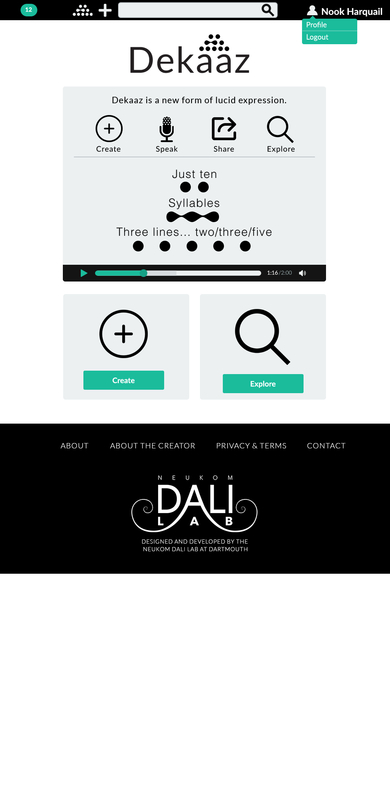 12
Nook Harquail
Profile
Logout
Dekaaz
Dekaaz is a new form of lucid expression.
Create Speak Share Explore
Just ten
Syllables
Three lines... two/three/five
1:16/2:00
Create Explore
ABOUT ABOUT THE CREATOR PRIVACY & TERMS CONTACT
NEUKOM
DALI
LAB
DESIGNED AND DEVELOPED BY THE
NEUKOM DALI LAB AT DARTMOUTH